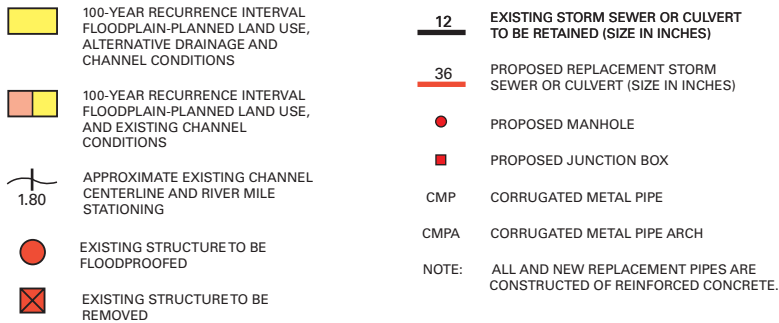 100-YEAR RECURRENCE INTERVAL
FLOODPLAIN-PLANNED LAND USE,
ALTERNATIVE DRAINAGE AND
CHANNEL CONDITIONS
100-YEAR RECURRENCE INTERVAL
FLOODPLAIN-PLANNED LAND USE,
AND EXISTING CHANNEL
CONDITIONS
1.80
APPROXIMATE EXISTING CHANNEL
CENTERLINE AND RIVER MILE
STATIONING
EXISTING STRUCTURE TO BE
FLOODPROOFED
EXISTING STRUCTURE TO BE
REMOVED
12
EXISTING STORM SEWER OR CULVERT
TO BE RETAINED (SIZE IN INCHES)
36
PROPOSED REPLACEMENT STORM
SEWER OR CULVERT (SIZE IN INCHES)
PROPOSED MANHOLE
PROPOSED JUNCTION BOX
CMP CORRUGATED METAL PIPE
CMPA CORRUGATED METAL PIPE ARCH
NOTE: ALL AND NEW REPLACEMENT PIPES ARE
CONSTRUCTED OF REINFORCED CONCRETE.